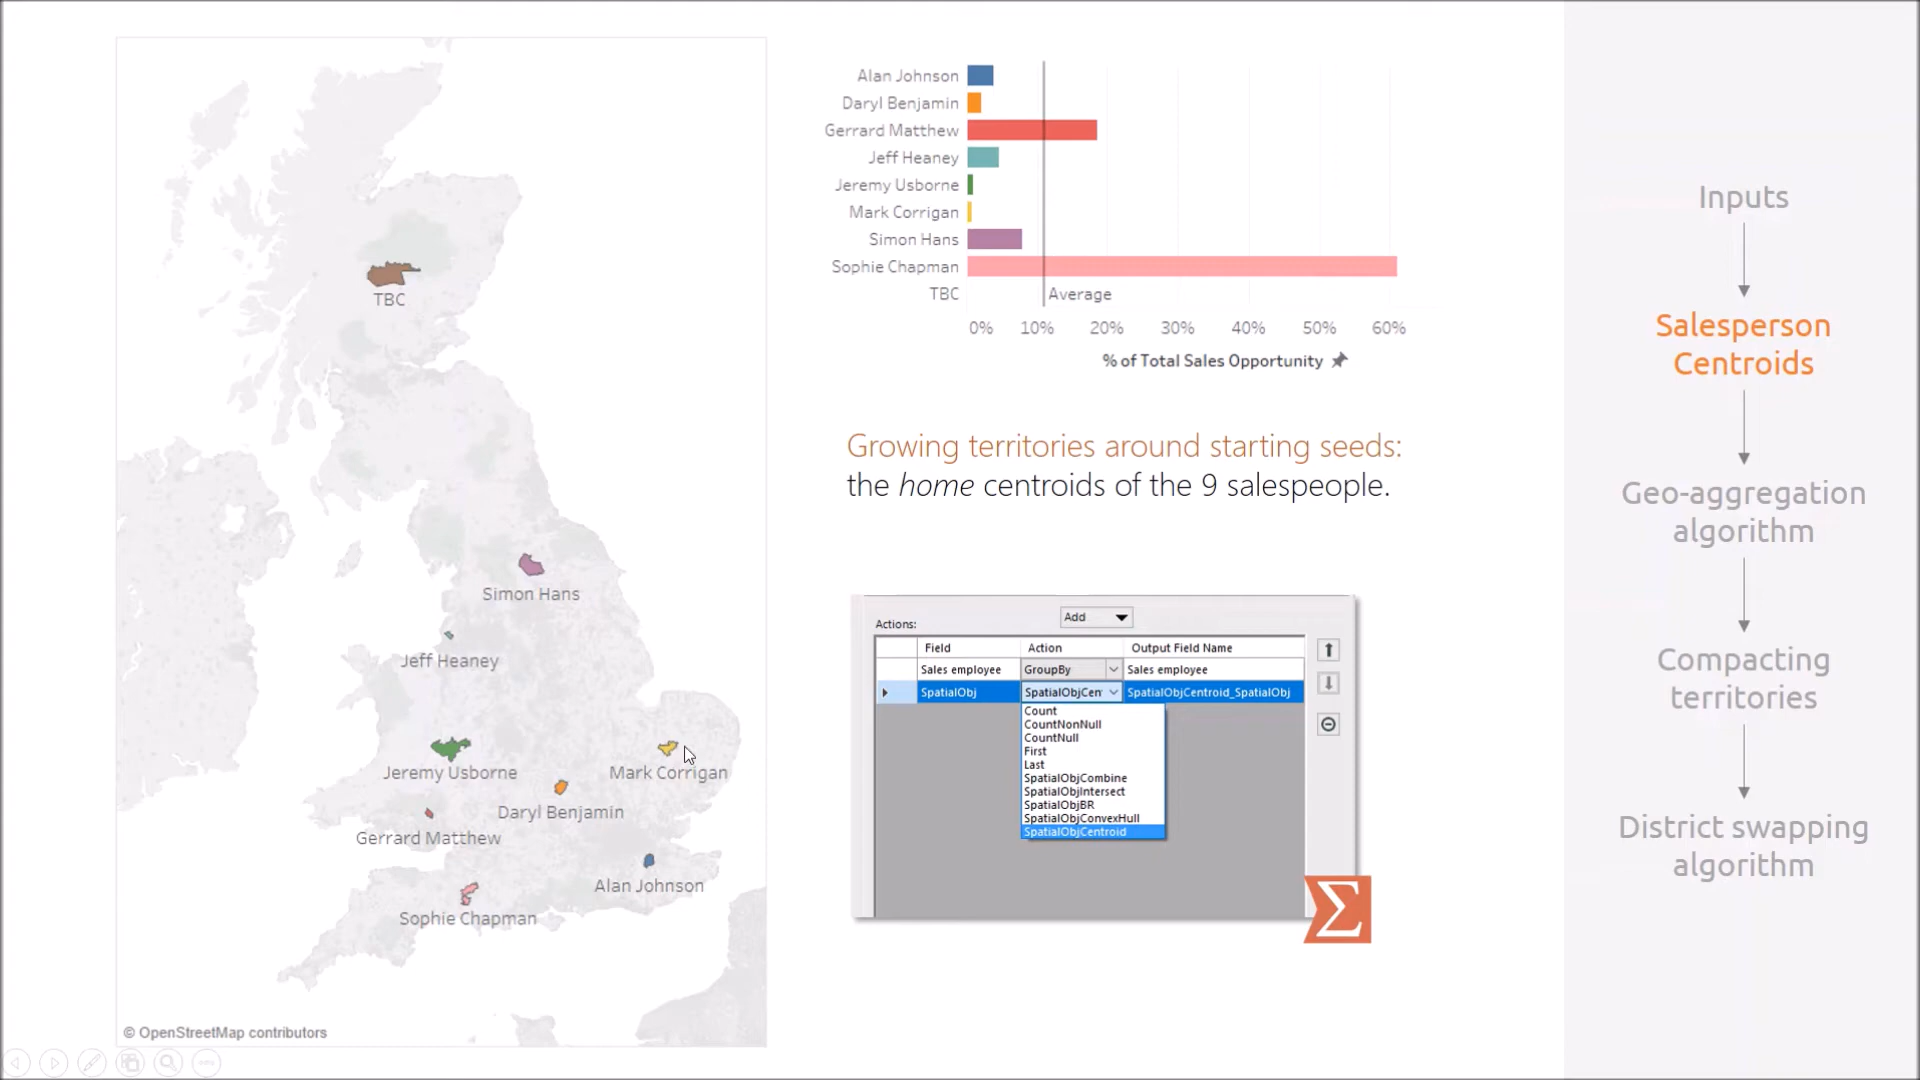 TBC
Simon Hans
Jeff Heaney
Jeremy Usborne
Mark Corrigan
Daryl Benjamin
Gerrard Matthew
Alan Johnson
Sophie Chapman
© OpenStreetMap contributors
Alan Johnson
Daryl Benjamin
Gerrard Matthew
Jeff Heaney
Jeremy Usborne
Mark Corrigan
Simon Hans
Sophie Chapman
TBC
Average
0% 10% 20% 30% 40% 50% 60%
% of Total Sales Opportunity
Growing territories around starting seeds:
the home centroids of the 9 salespeople.
Actions:
Add
Field Action Output Field Name
Sales employee GroupBy Sales employee
SpatialObj SpatialObjCen SpatialObjCentroid_SpatialObj
Count
CountNonNull
CountNull
First
Last
SpatialObjCombine
SpatialObjIntersect
SpatialObjBR
SpatialObjConvexHull
SpatialObjCentroid
Σ
Inputs
Salesperson
Centroids
Geo-aggregation
algorithm
Compacting
territories
District swapping
algorithm